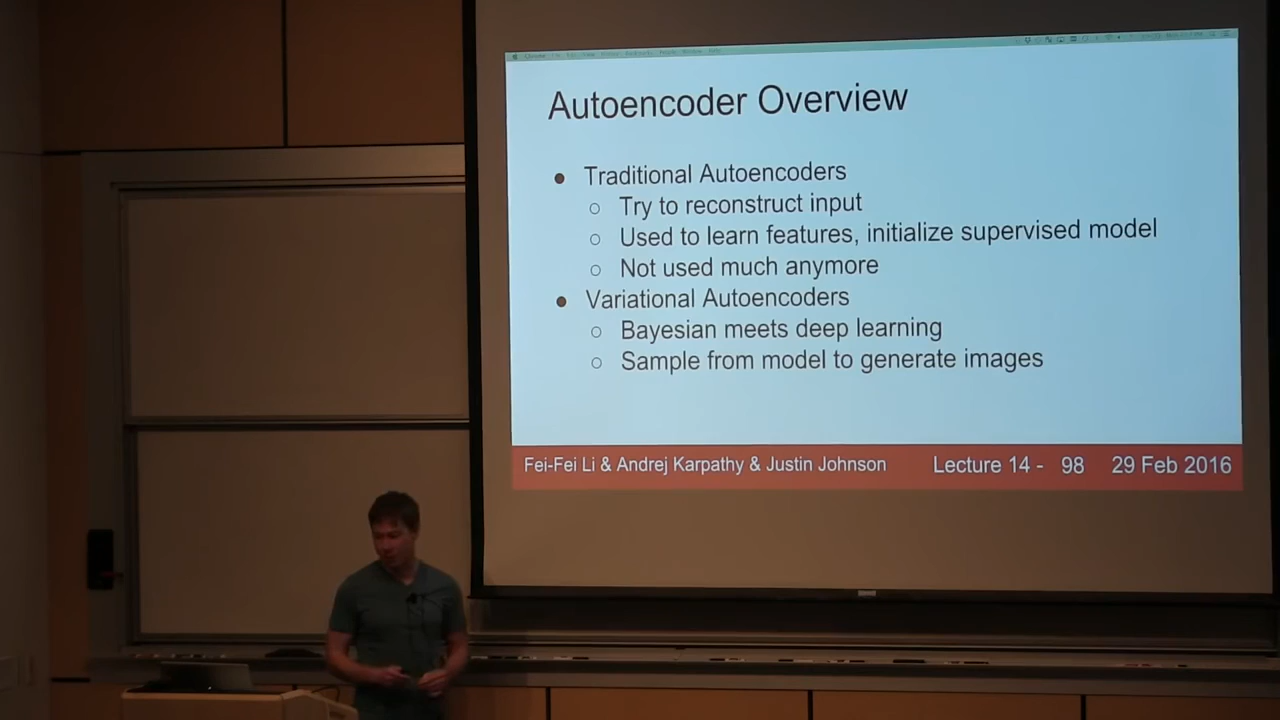 Autoencoder Overview
Traditional Autoencoders
Try to reconstruct input
Used to learn features, initialize supervised model
Not used much anymore
Variational Autoencoders
Bayesian meets deep learning
Sample from model to generate images
Fei-Fei Li & Andrej Karpathy & Justin Johnson Lecture 14 - 98 29 Feb 2016